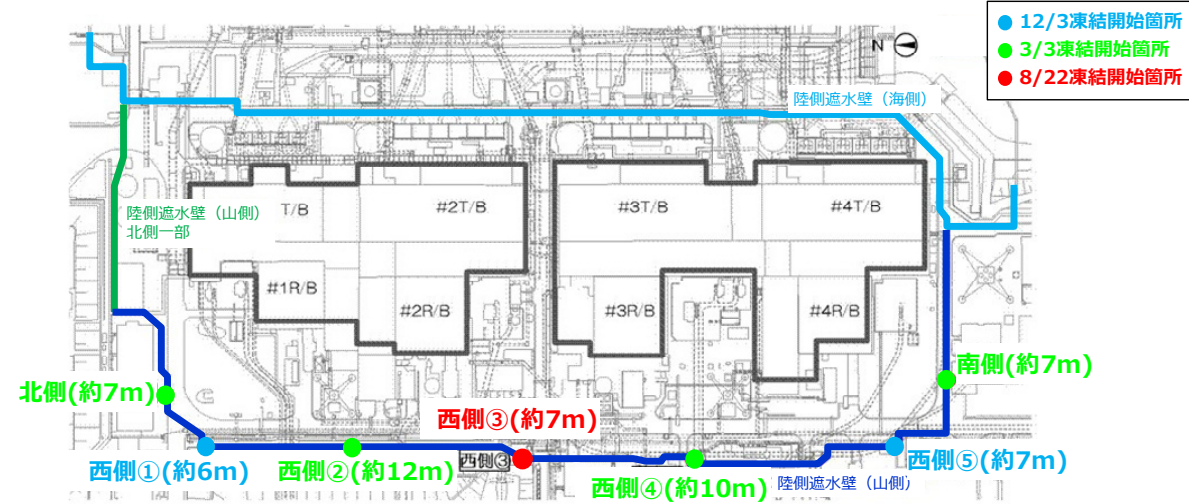 12/3凍結開始箇所
3/3凍結開始箇所
8/22凍結開始箇所
N
陸側遮水壁（海側）
陸側遮水壁（山側）
北側一部
T/B
#2T/B
#3T/B
#4T/B
#1R/B
#2R/B
#3R/B
#4R/B
北側(約7m)
南側(約7m)
西側③(約7m)
西側①(約6m)
西側②(約12m)
西側③
西側④(約10m)
西側⑤(約7m)
陸側遮水壁（山側）